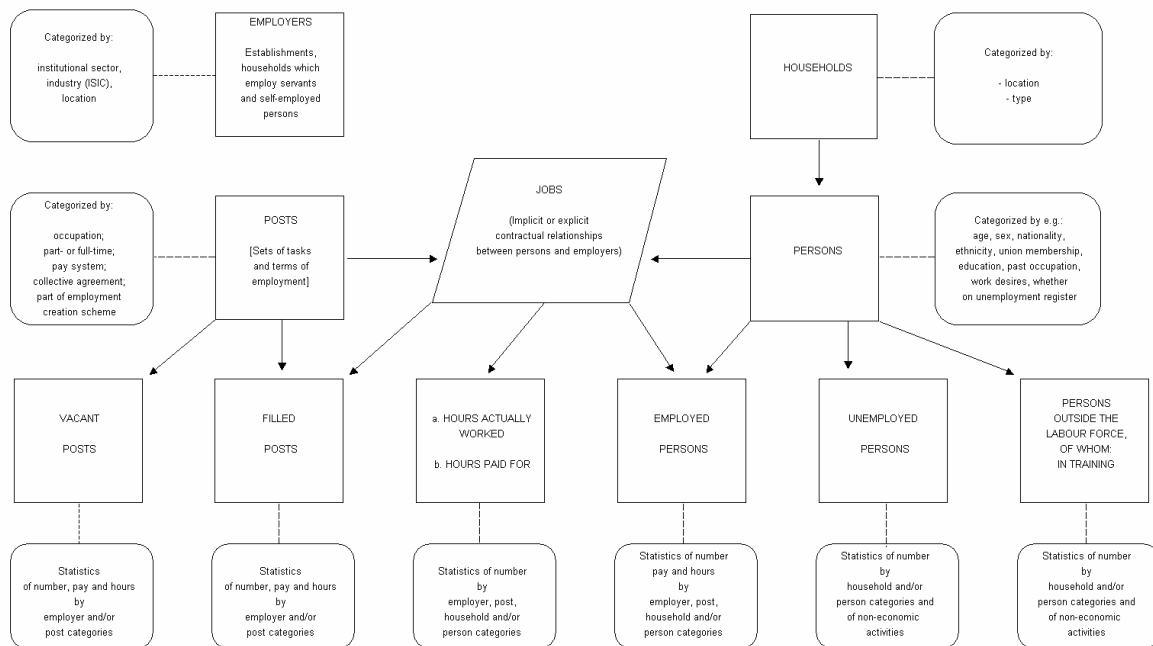 Categorized by:
institutional sector,
industry (ISIC),
location
EMPLOYERS
Establishments,
households which
employ servants
and self-employed
persons
HOUSEHOLDS
Categorized by:
- location
- type
Categorized by:
occupation;
part- or full-time;
pay system;
collective agreement;
part of employment
creation scheme
POSTS
[Sets of tasks
and terms of
employment]
JOBS
(Implicit or explicit
contractual relationships
between persons and employers)
PERSONS
Categorized by e.g.:
age, sex, nationality,
ethnicity, union membership,
education, past occupation,
work desires, whether
on unemployment register
VACANT
POSTS
FILLED
POSTS
a. HOURS ACTUALLY
WORKED
b. HOURS PAID FOR
EMPLOYED
PERSONS
UNEMPLOYED
PERSONS
PERSONS
OUTSIDE THE
LABOUR FORCE,
OF WHOM:
IN TRAINING
Statistics
of number, pay and hours
by
employer and/or
post categories
Statistics
of number, pay and hours
by
employer and/or
post categories
Statistics of number
by
employer, post,
household and/or
person categories
Statistics of number
pay and hours
by
employer, post,
household and/or
person categories
Statistics of number
by
household and/or
person categories and
of non-economic
activities
Statistics of number
by
household and/or
person categories and
of non-economic
activities